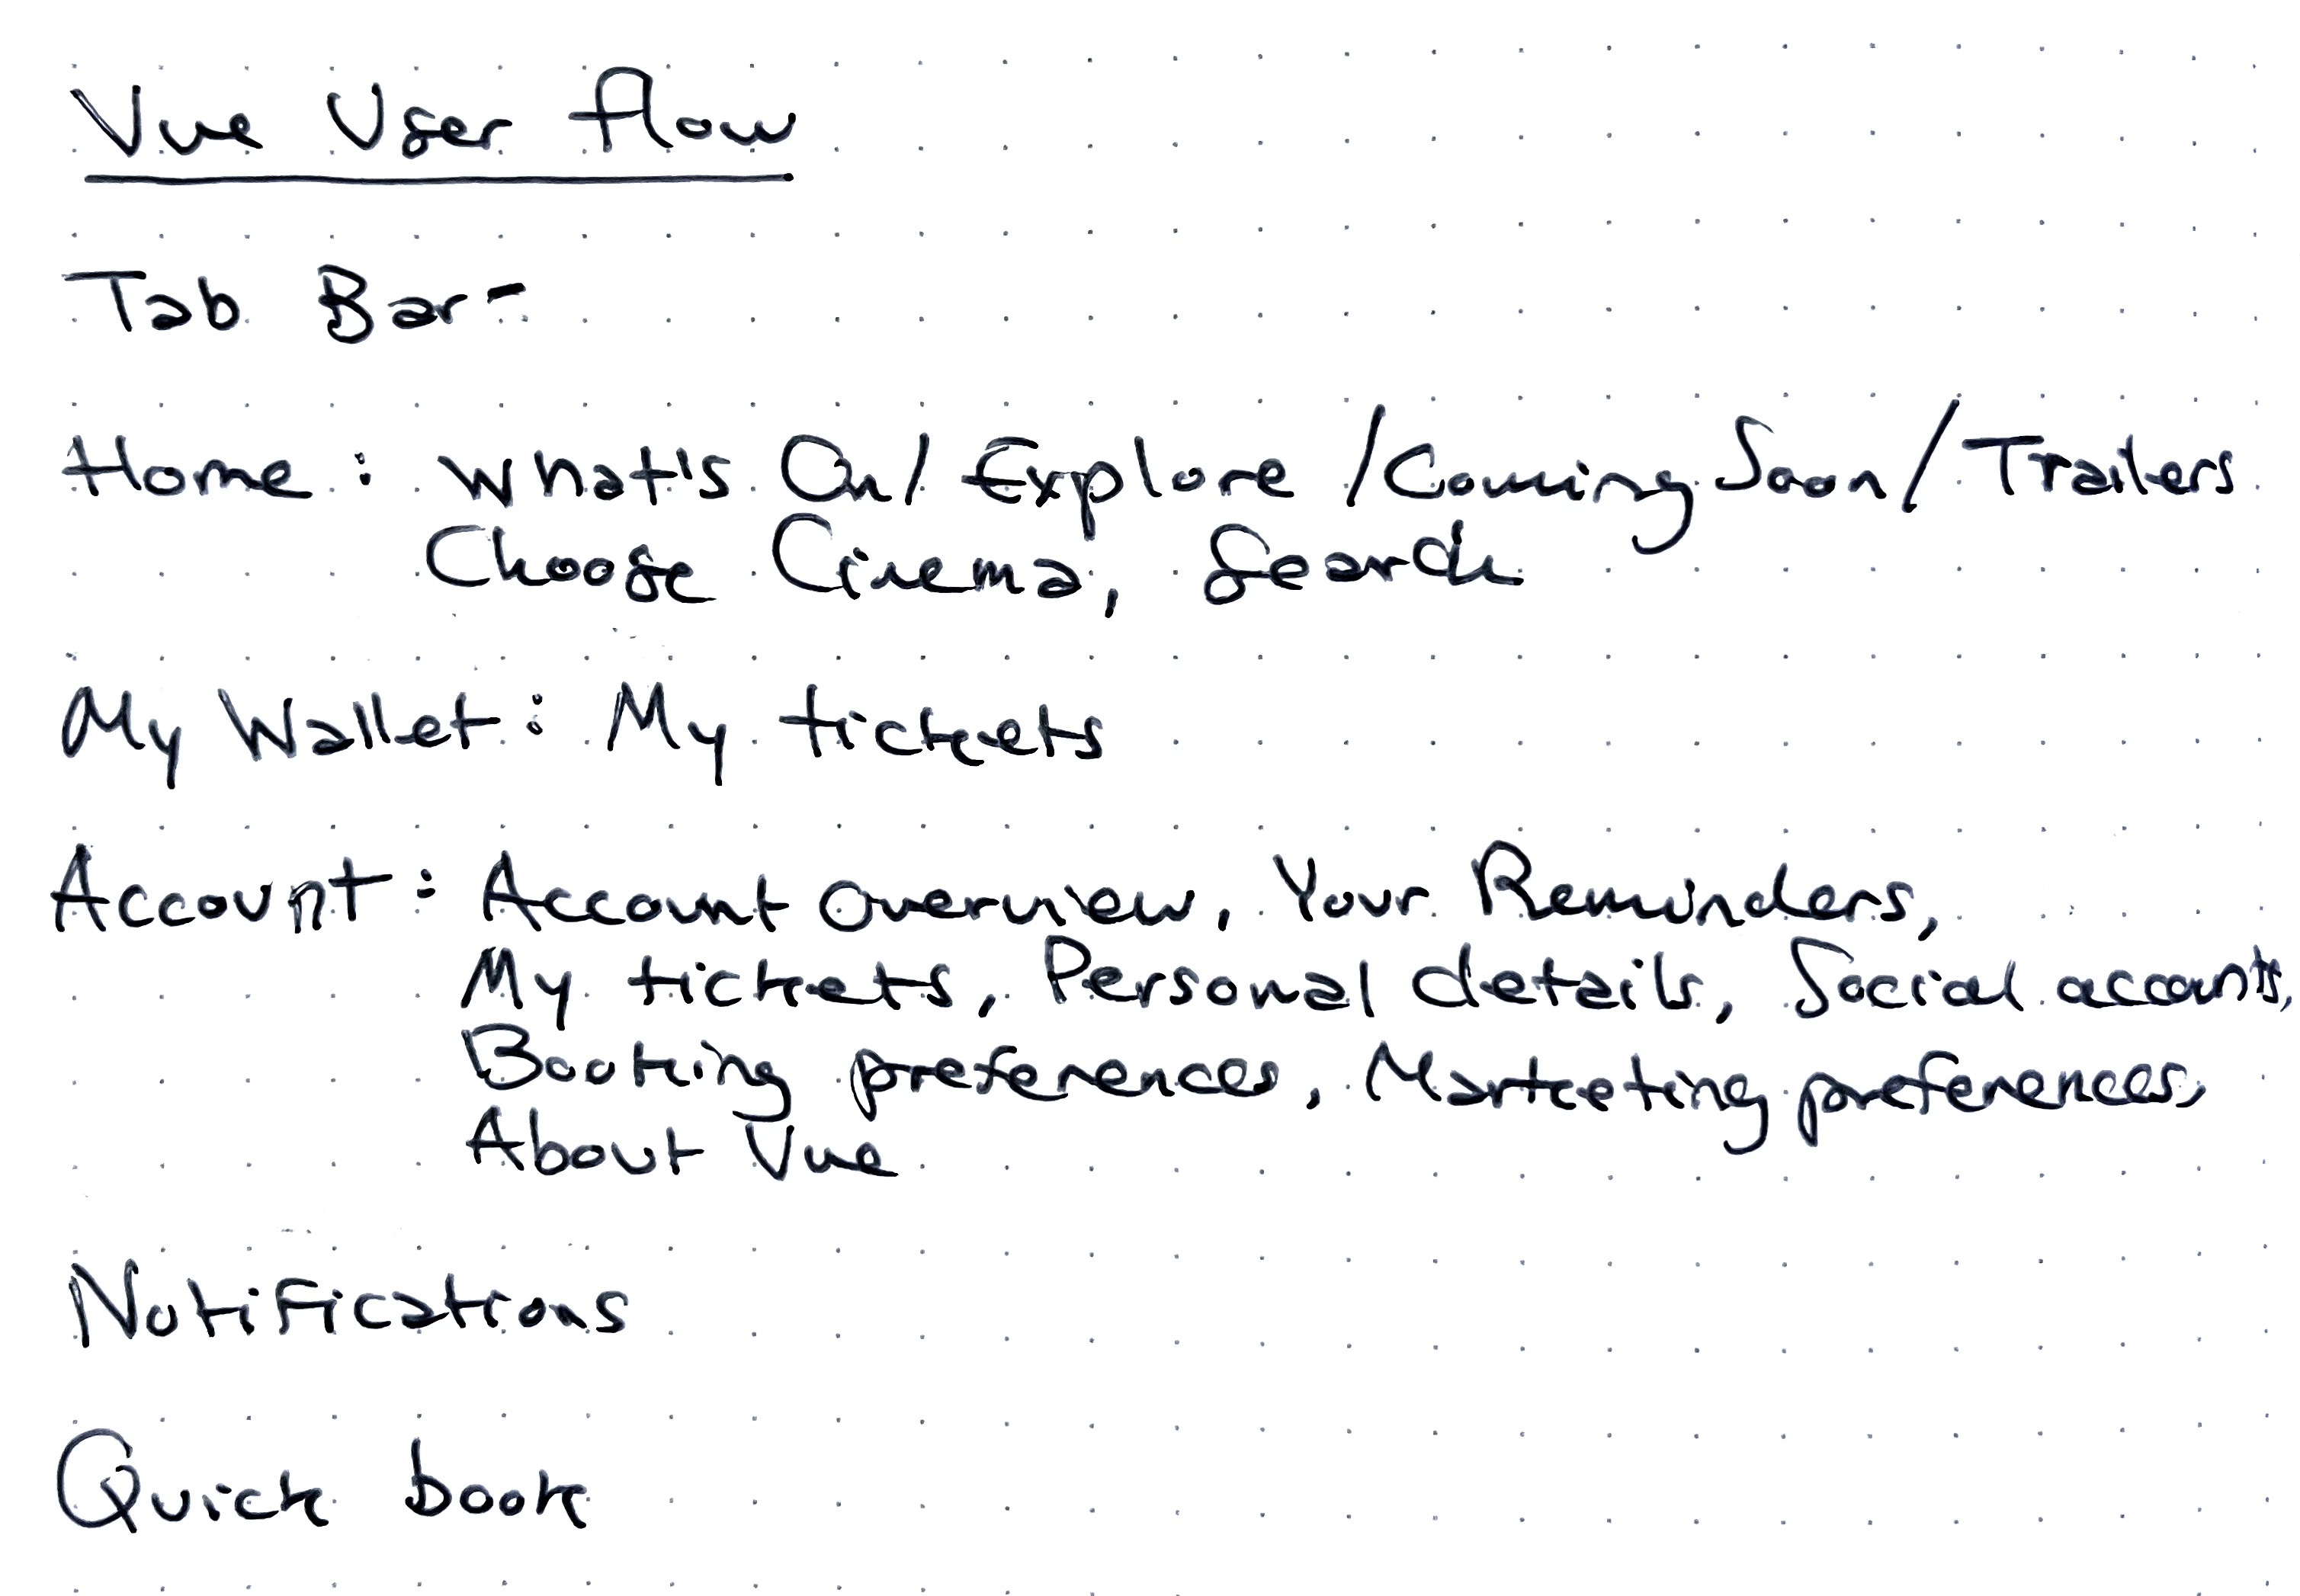 Vue User flow
Tab Bar:
Home: What's On/ Explore /Coming Soon/Trailers
Choose Cinema, Search
My Wallet: My tickets
Account: Account overview, Your Reminders,
My tickets, Personal details, Social accounts,
Booking preferences, Marketing preferences,
About Vue
Notifications
Quick book